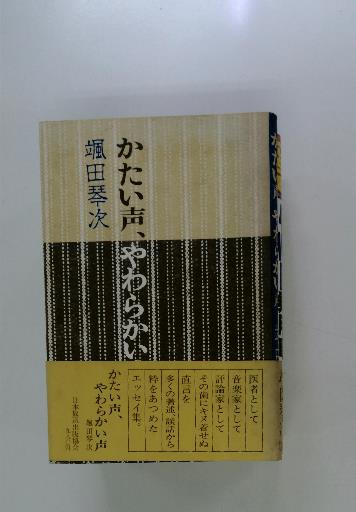 かたい声、やわらかい
颯田琴次
医者として
音楽家として
評論家として
その歯にキヌ着せぬ
直言を
多くの著述、談話から
粋をあつめた
エッセイ集。
かたい声、
やわらかい声
颯田琴次